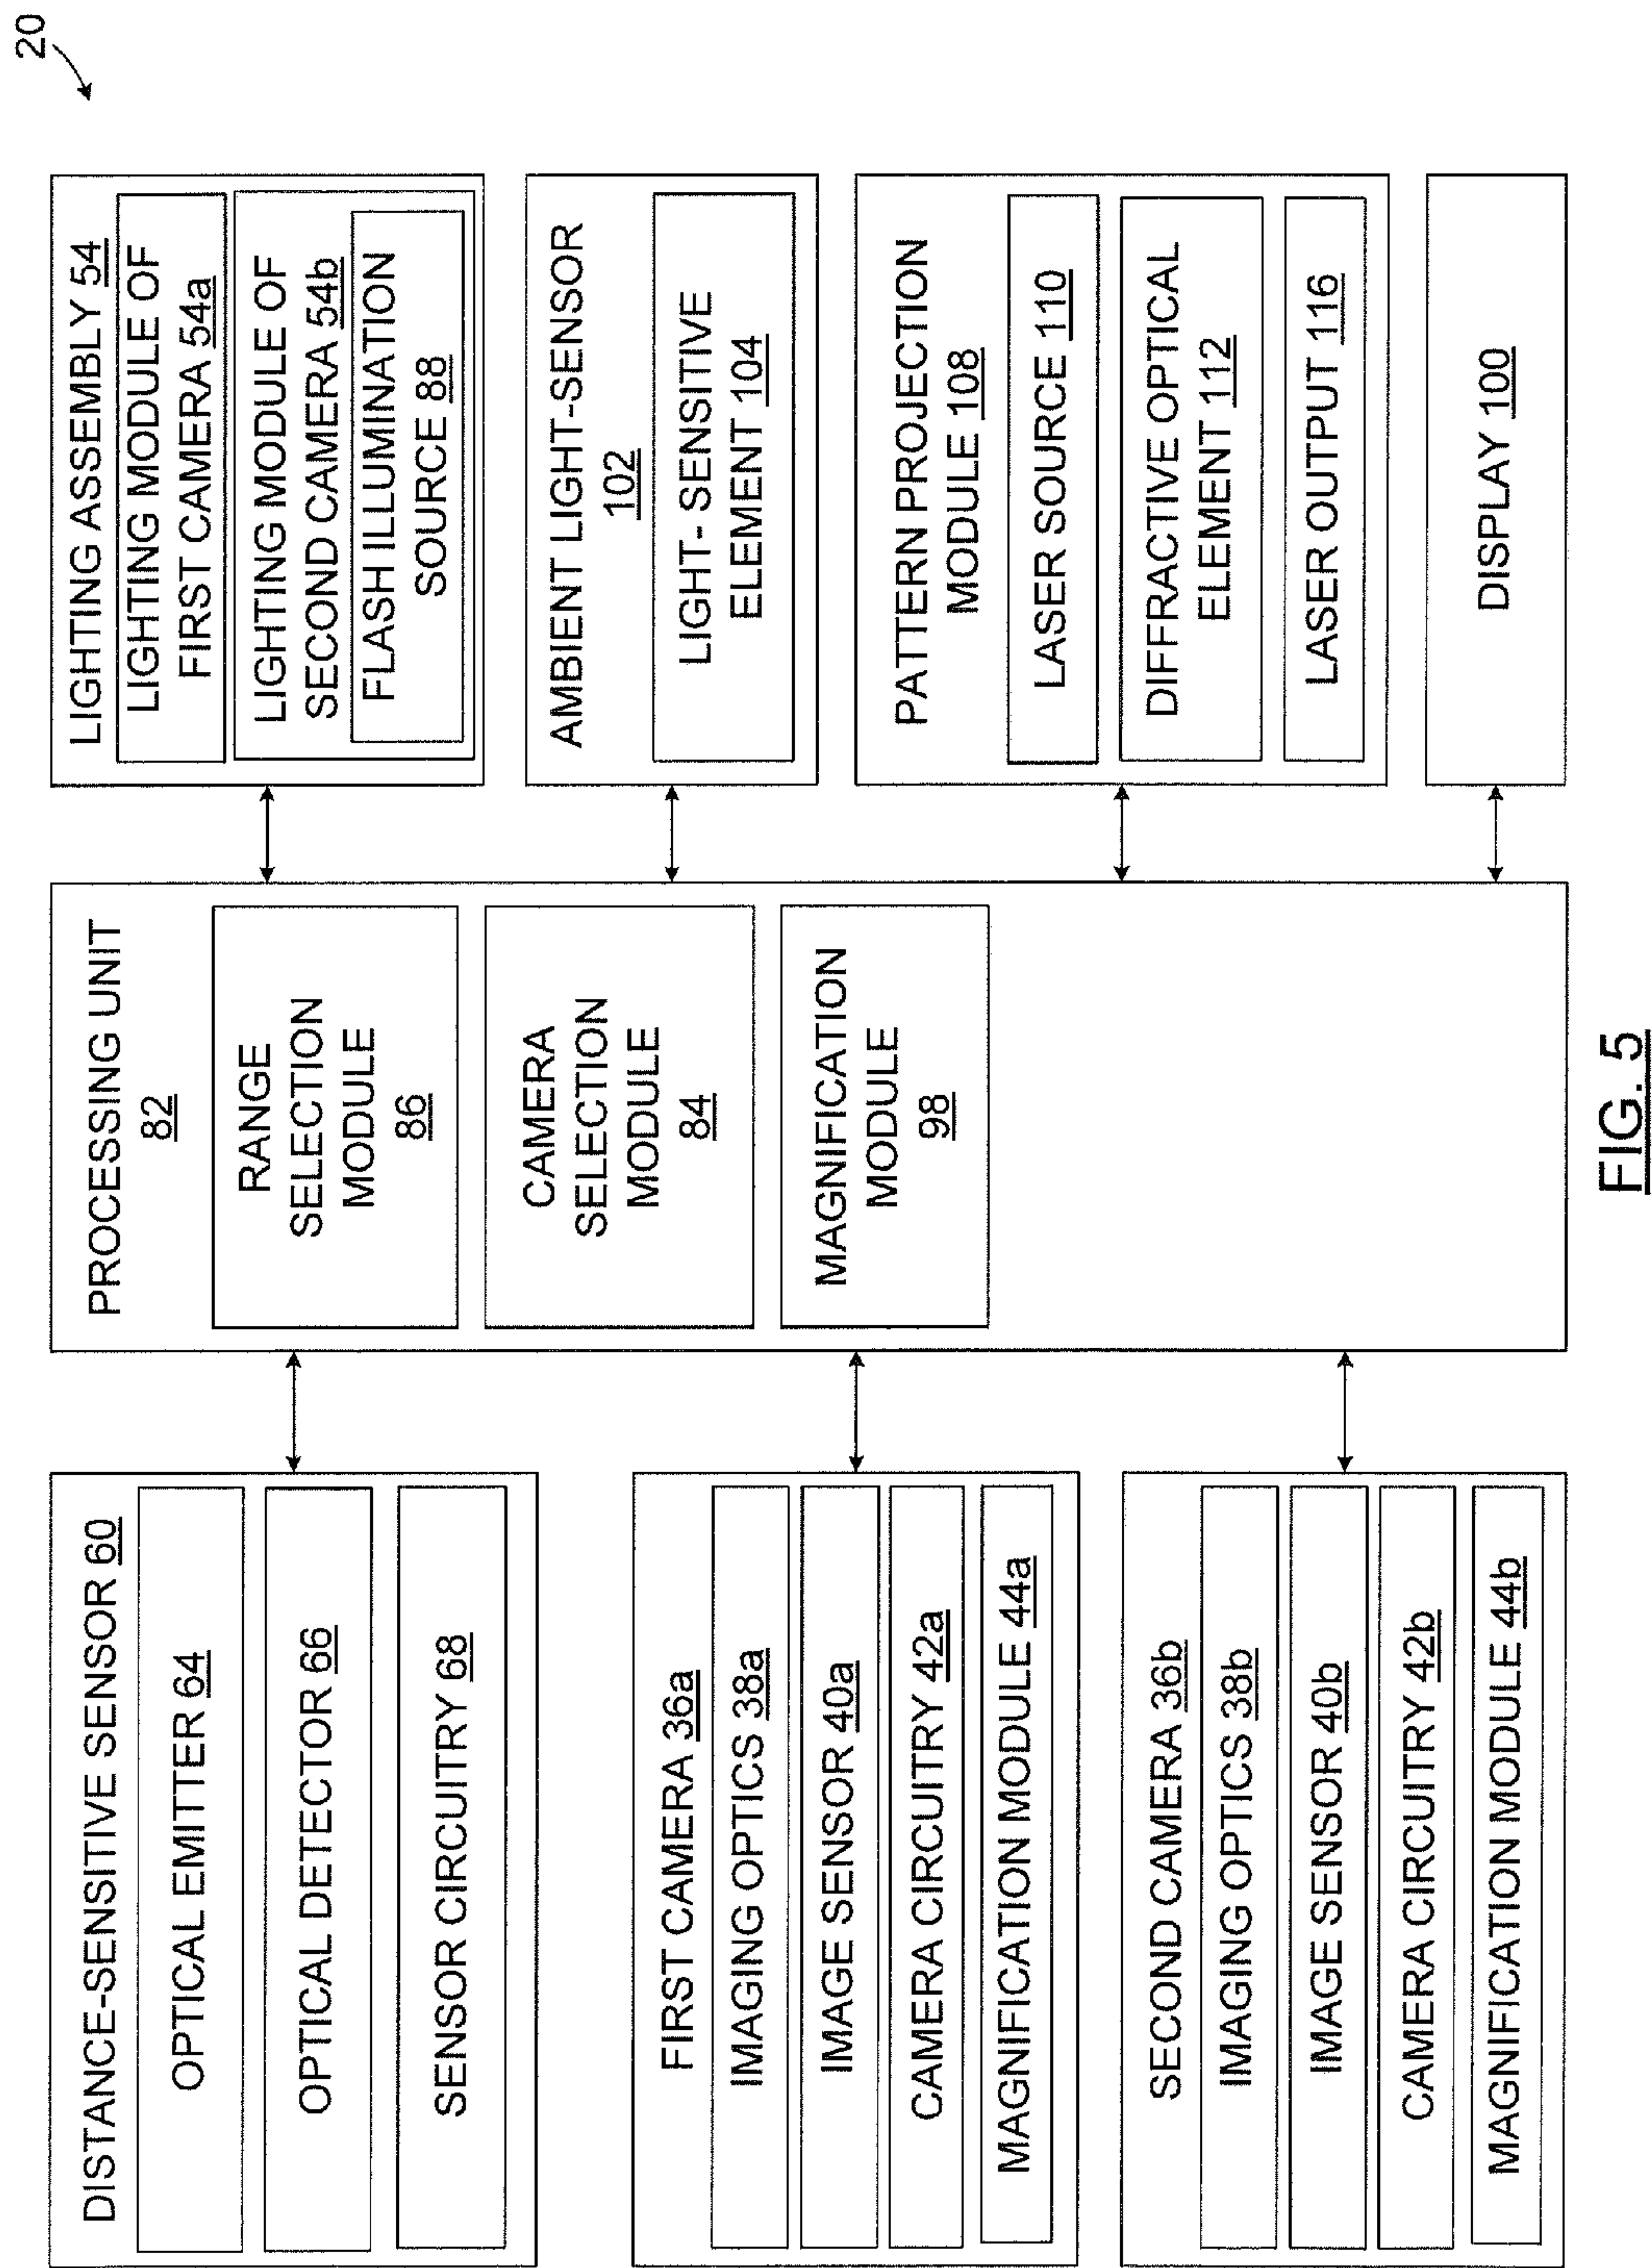 20
DISTANCE-SENSITIVE SENSOR 60
OPTICAL EMITTER 64
OPTICAL DETECTOR 66
SENSOR CIRCUITRY 68
FIRST CAMERA 36a
IMAGING OPTICS 38a
IMAGE SENSOR 40a
CAMERA CIRCUITRY 42a
MAGNIFICATION MODULE 44a
SECOND CAMERA 36b
IMAGING OPTICS 38b
IMAGE SENSOR 40b
CAMERA CIRCUITRY 42b
MAGNIFICATION MODULE 44b
PROCESSING UNIT
82
RANGE
SELECTION
MODULE
86
CAMERA
SELECTION
MODULE
84
MAGNIFICATION
MODULE
98
LIGHTING ASSEMBLY 54
LIGHTING MODULE OF
FIRST CAMERA 54a
LIGHTING MODULE OF
SECOND CAMERA 54b
FLASH ILLUMINATION
SOURCE 88
AMBIENT LIGHT-SENSOR
102
LIGHT- SENSITIVE
ELEMENT 104
PATTERN PROJECTION
MODULE 108
LASER SOURCE 110
DIFFRACTIVE OPTICAL
ELEMENT 112
LASER OUTPUT 116
DISPLAY 100
FIG. 5